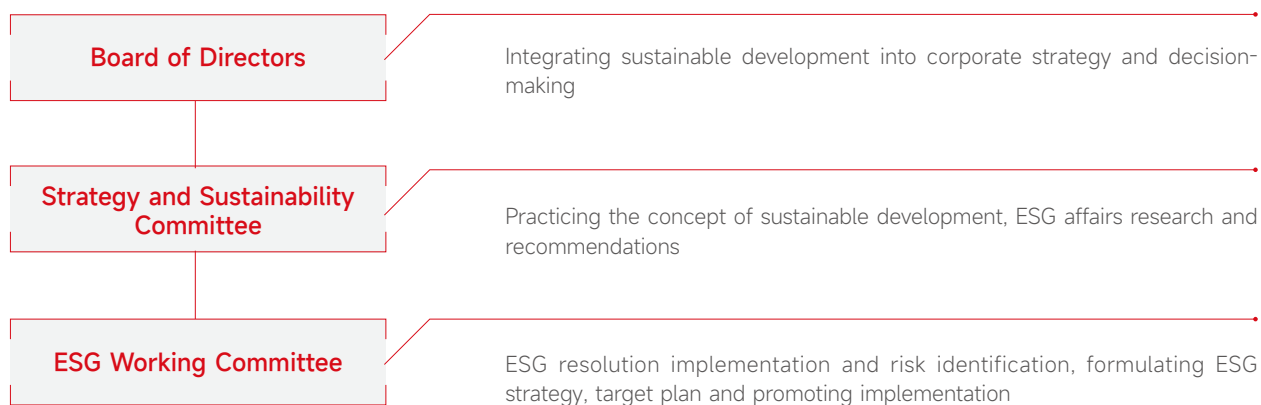 Board of Directors
Integrating sustainable development into corporate strategy and decision-
making
Strategy and Sustainability
Committee
Practicing the concept of sustainable development, ESG affairs research and
recommendations
ESG Working Committee
ESG resolution implementation and risk identification, formulating ESG
strategy, target plan and promoting implementation